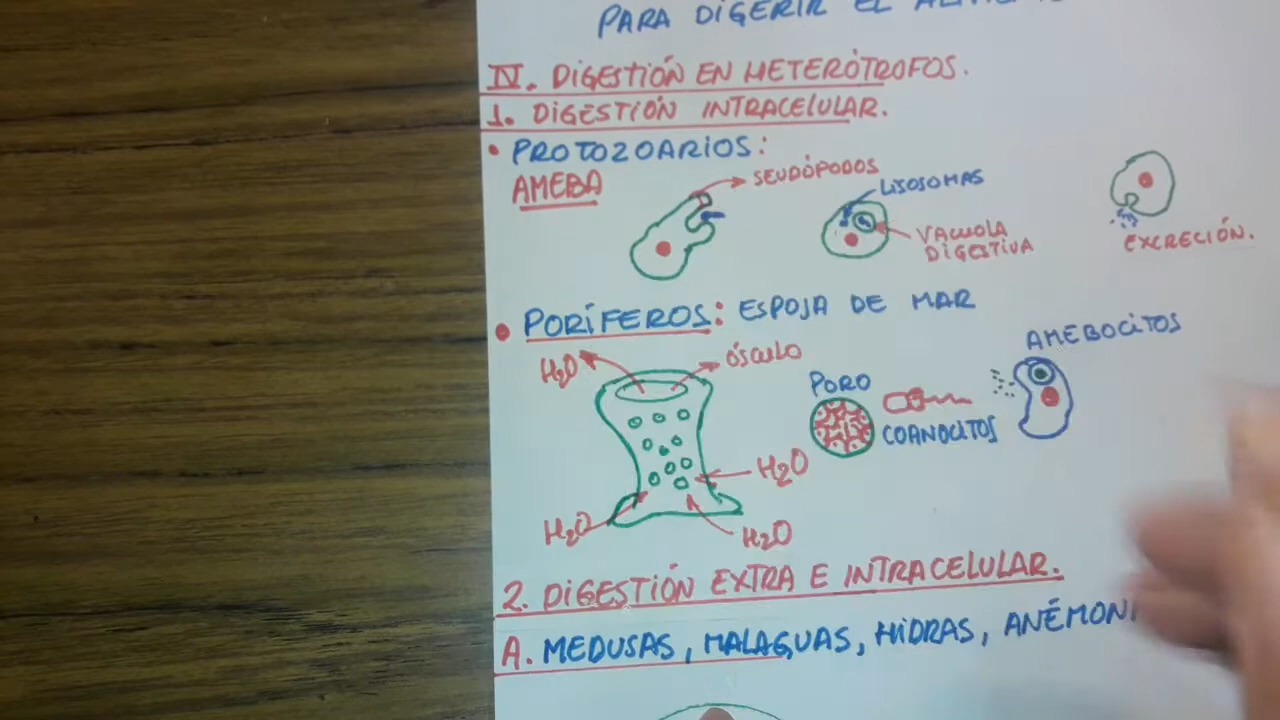 PARA DIGERIR EL
IV. DIGESTIÓN EN HETERÓTROFOS.
1. DIGESTIÓN INTRACELULAR.
• PROTOZOARIOS:
AMEBA
SEUDÓPODOS
LISOSOMAS
VACUOLA
DIGESTIVA
EXCRECIÓN.
• PORÍFEROS: ESPOJA DE MAR
AMEBOCITOS
H2O
ÓSCULO
PORO
COANOCITOS
H2O
H2O
H2O
2. DIGESTIÓN EXTRA E INTRACELULAR.
A. MEDUSAS, MALAGUAS, HIDRAS,